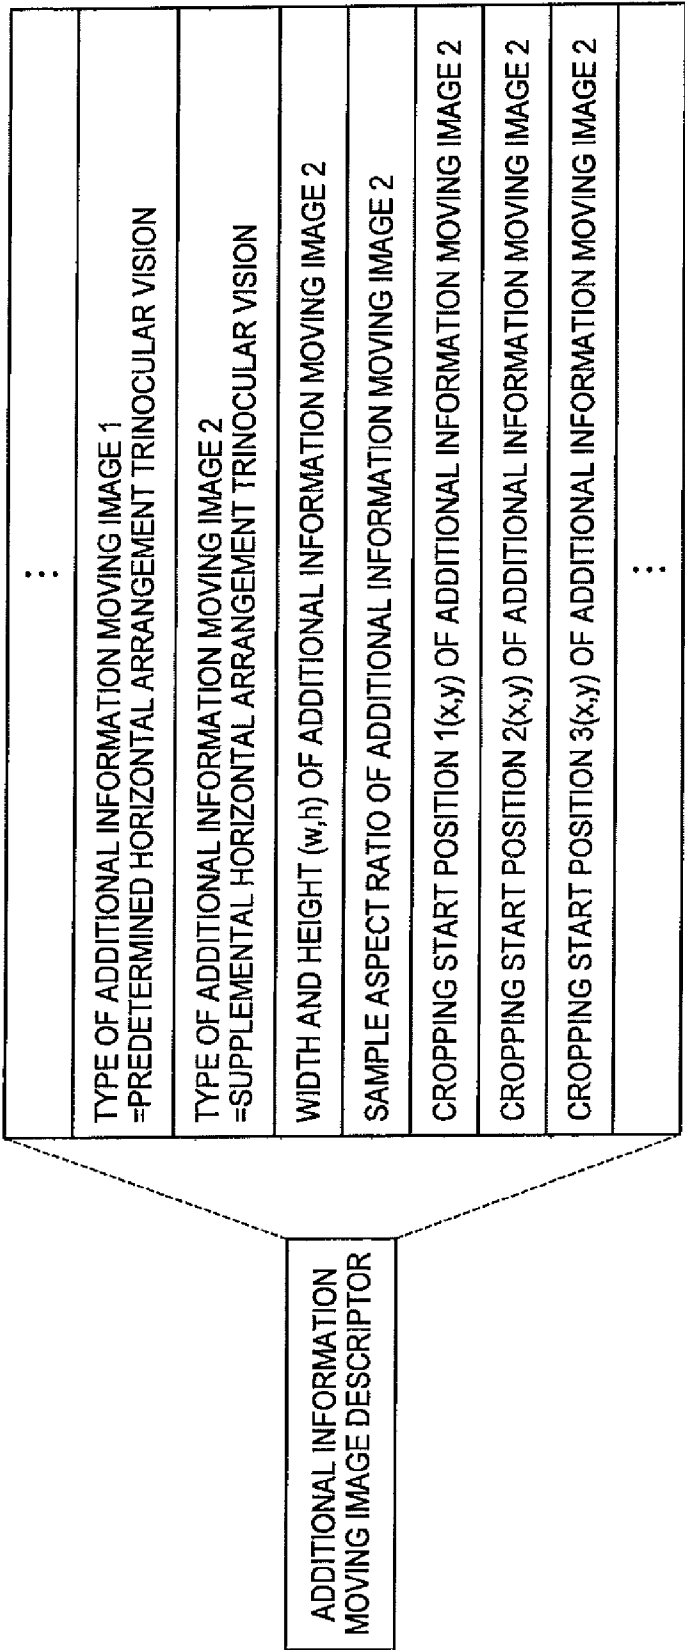 ADDITIONAL INFORMATION
MOVING IMAGE DESCRIPTOR
⋮
TYPE OF ADDITIONAL INFORMATION MOVING IMAGE 1
=PREDETERMINED HORIZONTAL ARRANGEMENT TRINOCULAR VISION
TYPE OF ADDITIONAL INFORMATION MOVING IMAGE 2
=SUPPLEMENTAL HORIZONTAL ARRANGEMENT TRINOCULAR VISION
WIDTH AND HEIGHT (w,h) OF ADDITIONAL INFORMATION MOVING IMAGE 2
SAMPLE ASPECT RATIO OF ADDITIONAL INFORMATION MOVING IMAGE 2
CROPPING START POSITION 1(x,y) OF ADDITIONAL INFORMATION MOVING IMAGE 2
CROPPING START POSITION 2(x,y) OF ADDITIONAL INFORMATION MOVING IMAGE 2
CROPPING START POSITION 3(x,y) OF ADDITIONAL INFORMATION MOVING IMAGE 2
⋮